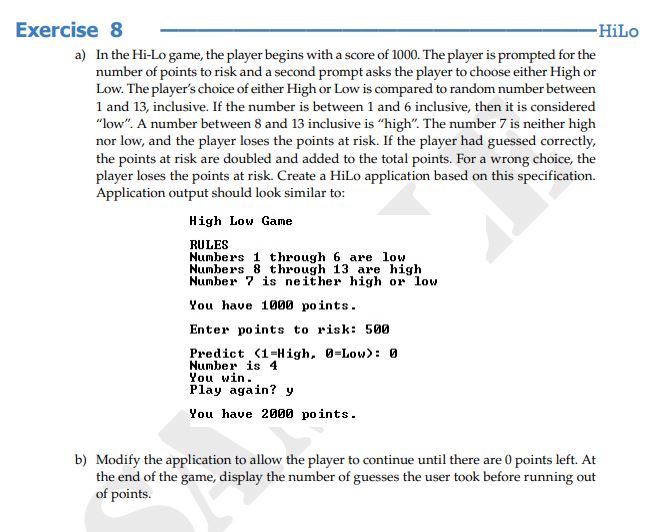 Exercise 8 HiLo
a) In the Hi-Lo game, the player begins with a score of 1000. The player is prompted for the
number of points to risk and a second prompt asks the player to choose either High or
Low. The player's choice of either High or Low is compared to random number between
1 and 13, inclusive. If the number is between 1 and 6 inclusive, then it is considered
"low". A number between 8 and 13 inclusive is "high". The number 7 is neither high
nor low, and the player loses the points at risk. If the player had guessed correctly,
the points at risk are doubled and added to the total points. For a wrong choice, the
player loses the points at risk. Create a HiLo application based on this specification.
Application output should look similar to:
High Low Game
RULES
Numbers 1 through 6 are low
Numbers 8 through 13 are high
Number 7 is neither high or low
You have 1000 points.
Enter points to risk: 500
Predict (1=High, 0=Low): 0
Number is 4
You win.
Play again? y
You have 2000 points.
b) Modify the application to allow the player to continue until there are 0 points left. At
the end of the game, display the number of guesses the user took before running out
of points.